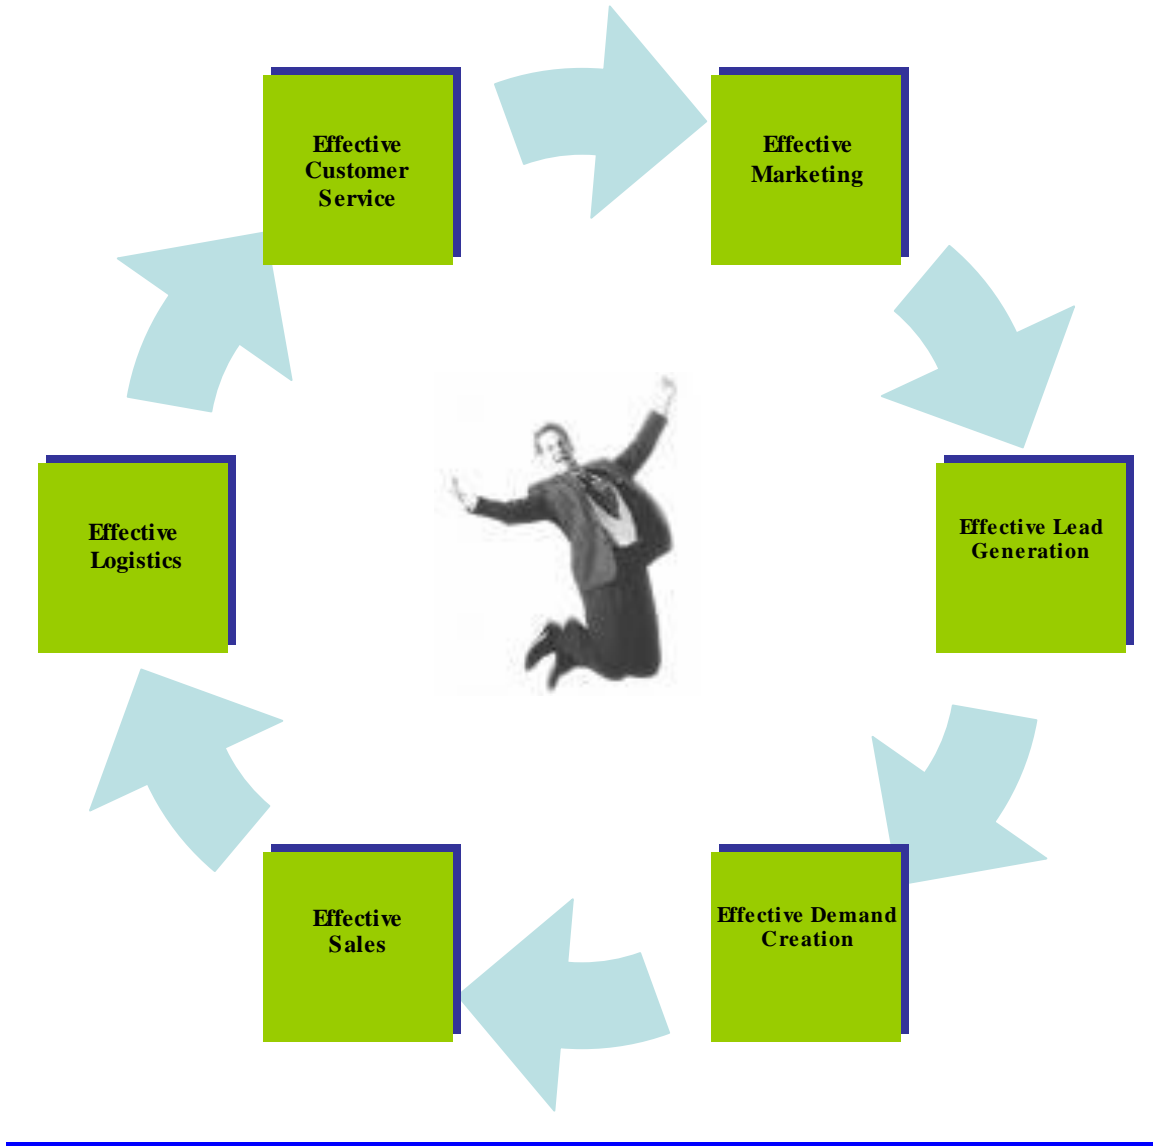 Effective
Customer
Service
Effective
Marketing
Effective Lead
Generation
Effective Demand
Creation
Effective
Sales
Effective
Logistics